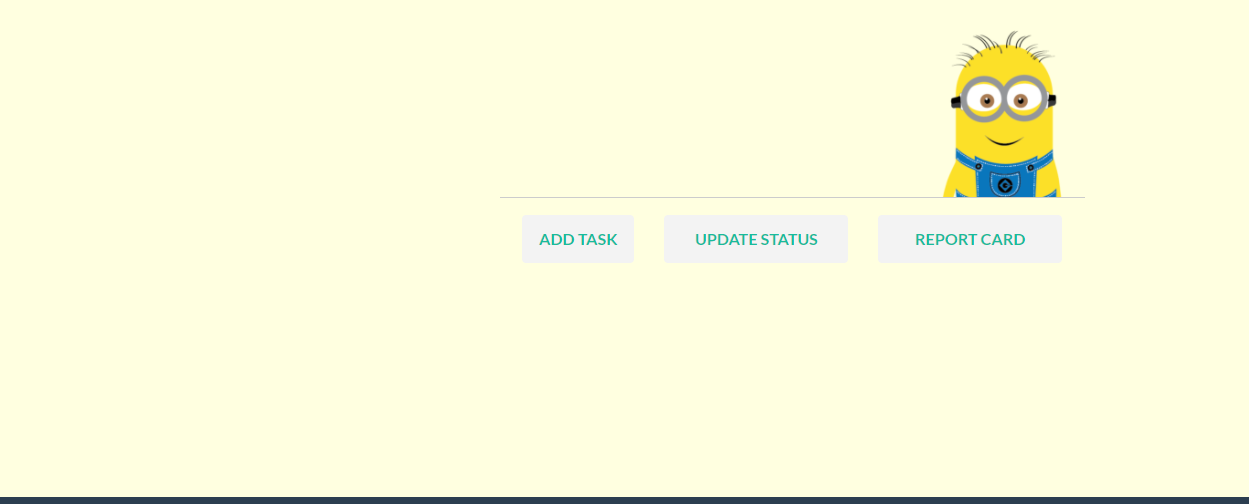 ADD TASK UPDATE STATUS REPORT CARD